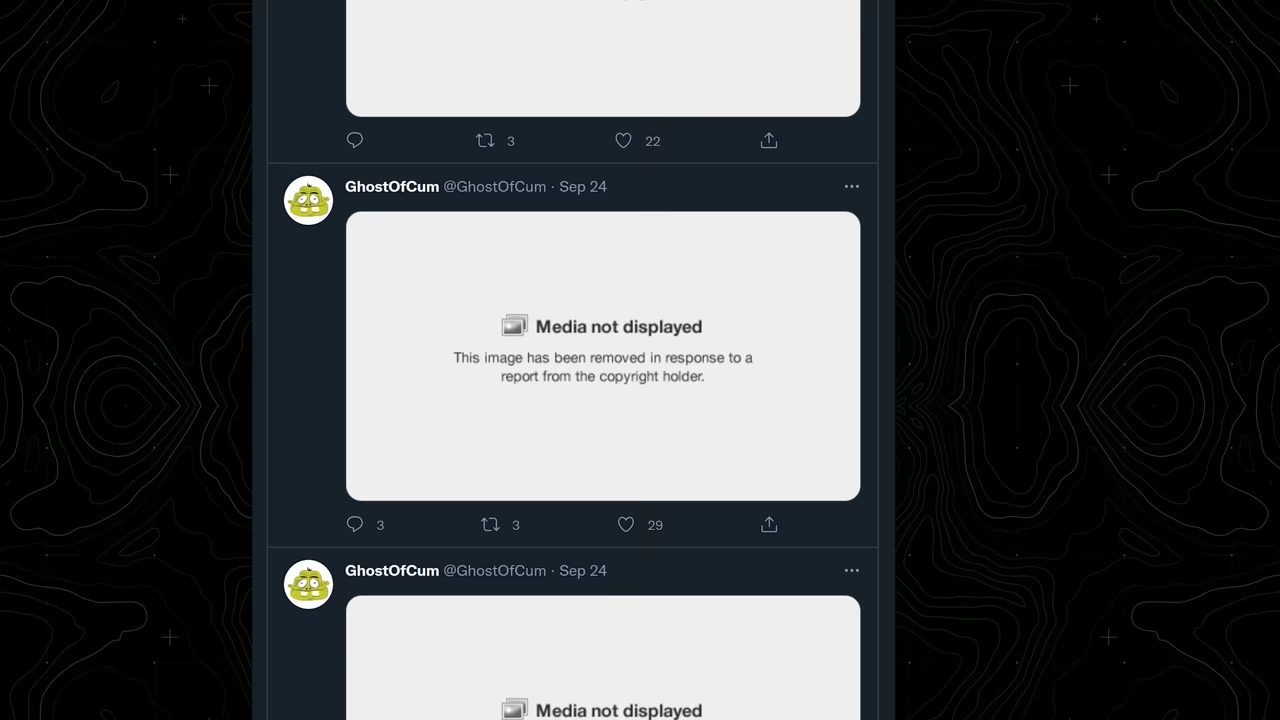 3 22
GhostOfCum @GhostOfCum · Sep 24
Media not displayed
This image has been removed in response to a
report from the copyright holder.
3 3 29
GhostOfCum @GhostOfCum · Sep 24
Media not displayed